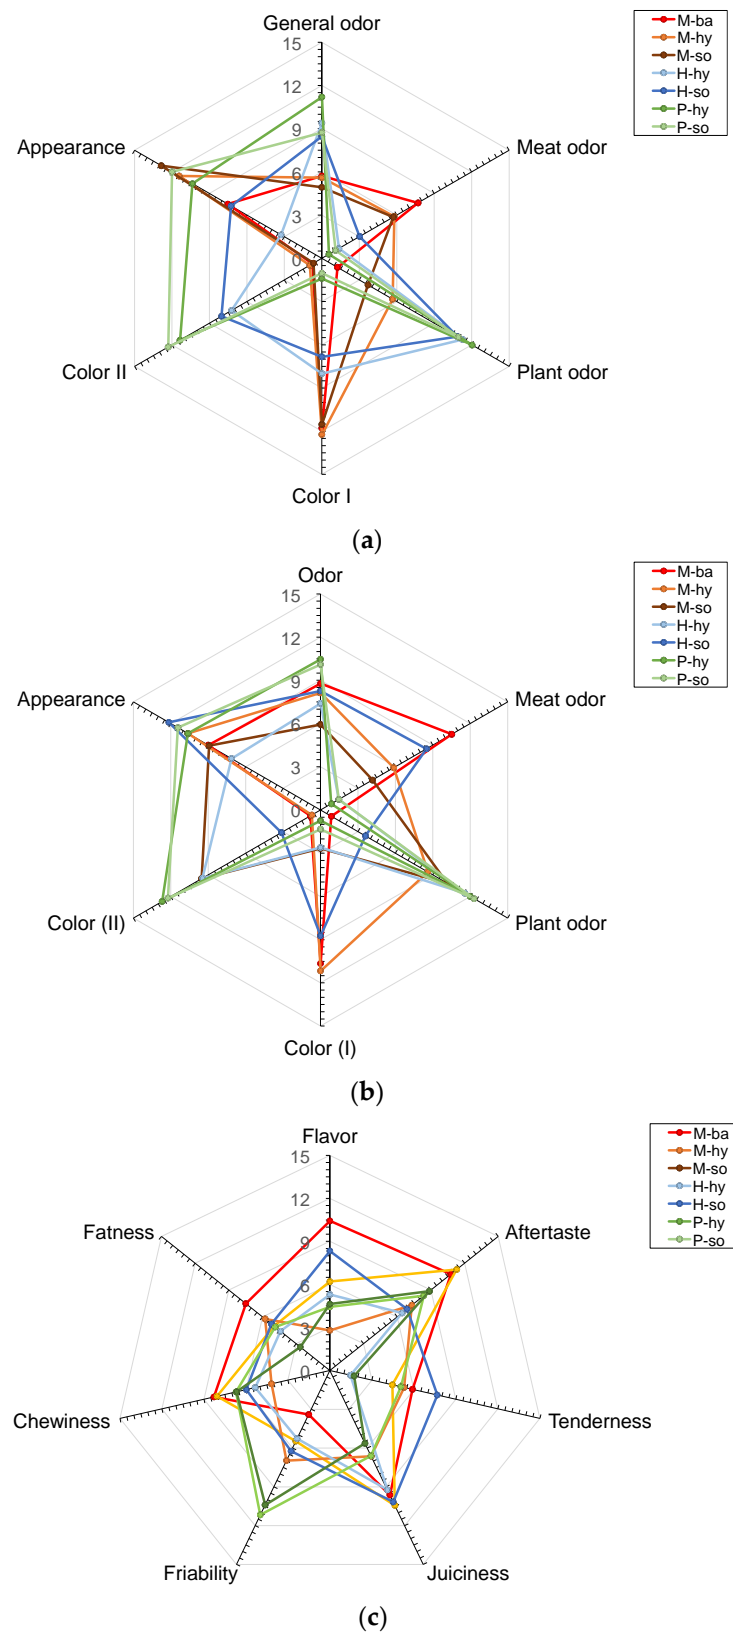 General odor
15
12
9
6
3
0
Meat odor
Plant odor
Color I
Color II
Appearance
M-ba
M-hy
M-so
H-hy
H-so
P-hy
P-so
(a)
Odor
15
12
9
6
3
0
Meat odor
Plant odor
Color (I)
Color (II)
Appearance
M-ba
M-hy
M-so
H-hy
H-so
P-hy
P-so
(b)
Flavor
15
12
9
6
3
0
Aftertaste
Tenderness
Juiciness
Friability
Chewiness
Fatness
M-ba
M-hy
M-so
H-hy
H-so
P-hy
P-so
(c)